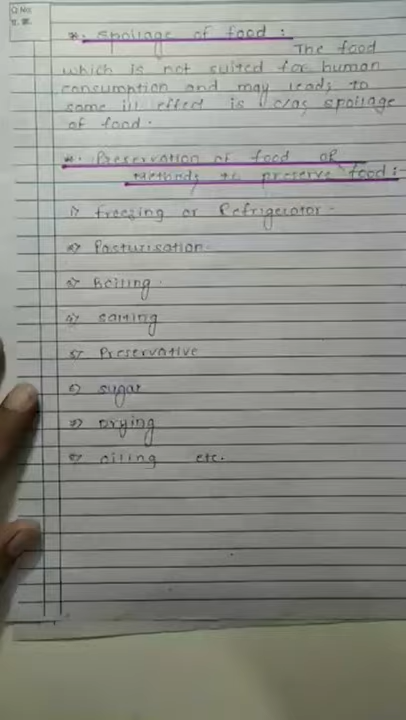 Q.No.
* Spoilage of food :
The food
which is not suited for human
consumption and may leads to
some ill effect is c/as spoilage
of food.
* Preservation of food or
Methods to preserve food :-
1) Freezing or Refrigerator -
2) Pasturisation.
3) Boiling.
4) Salting
5) Preservative
6) sugar
7) Drying
8) oiling etc.